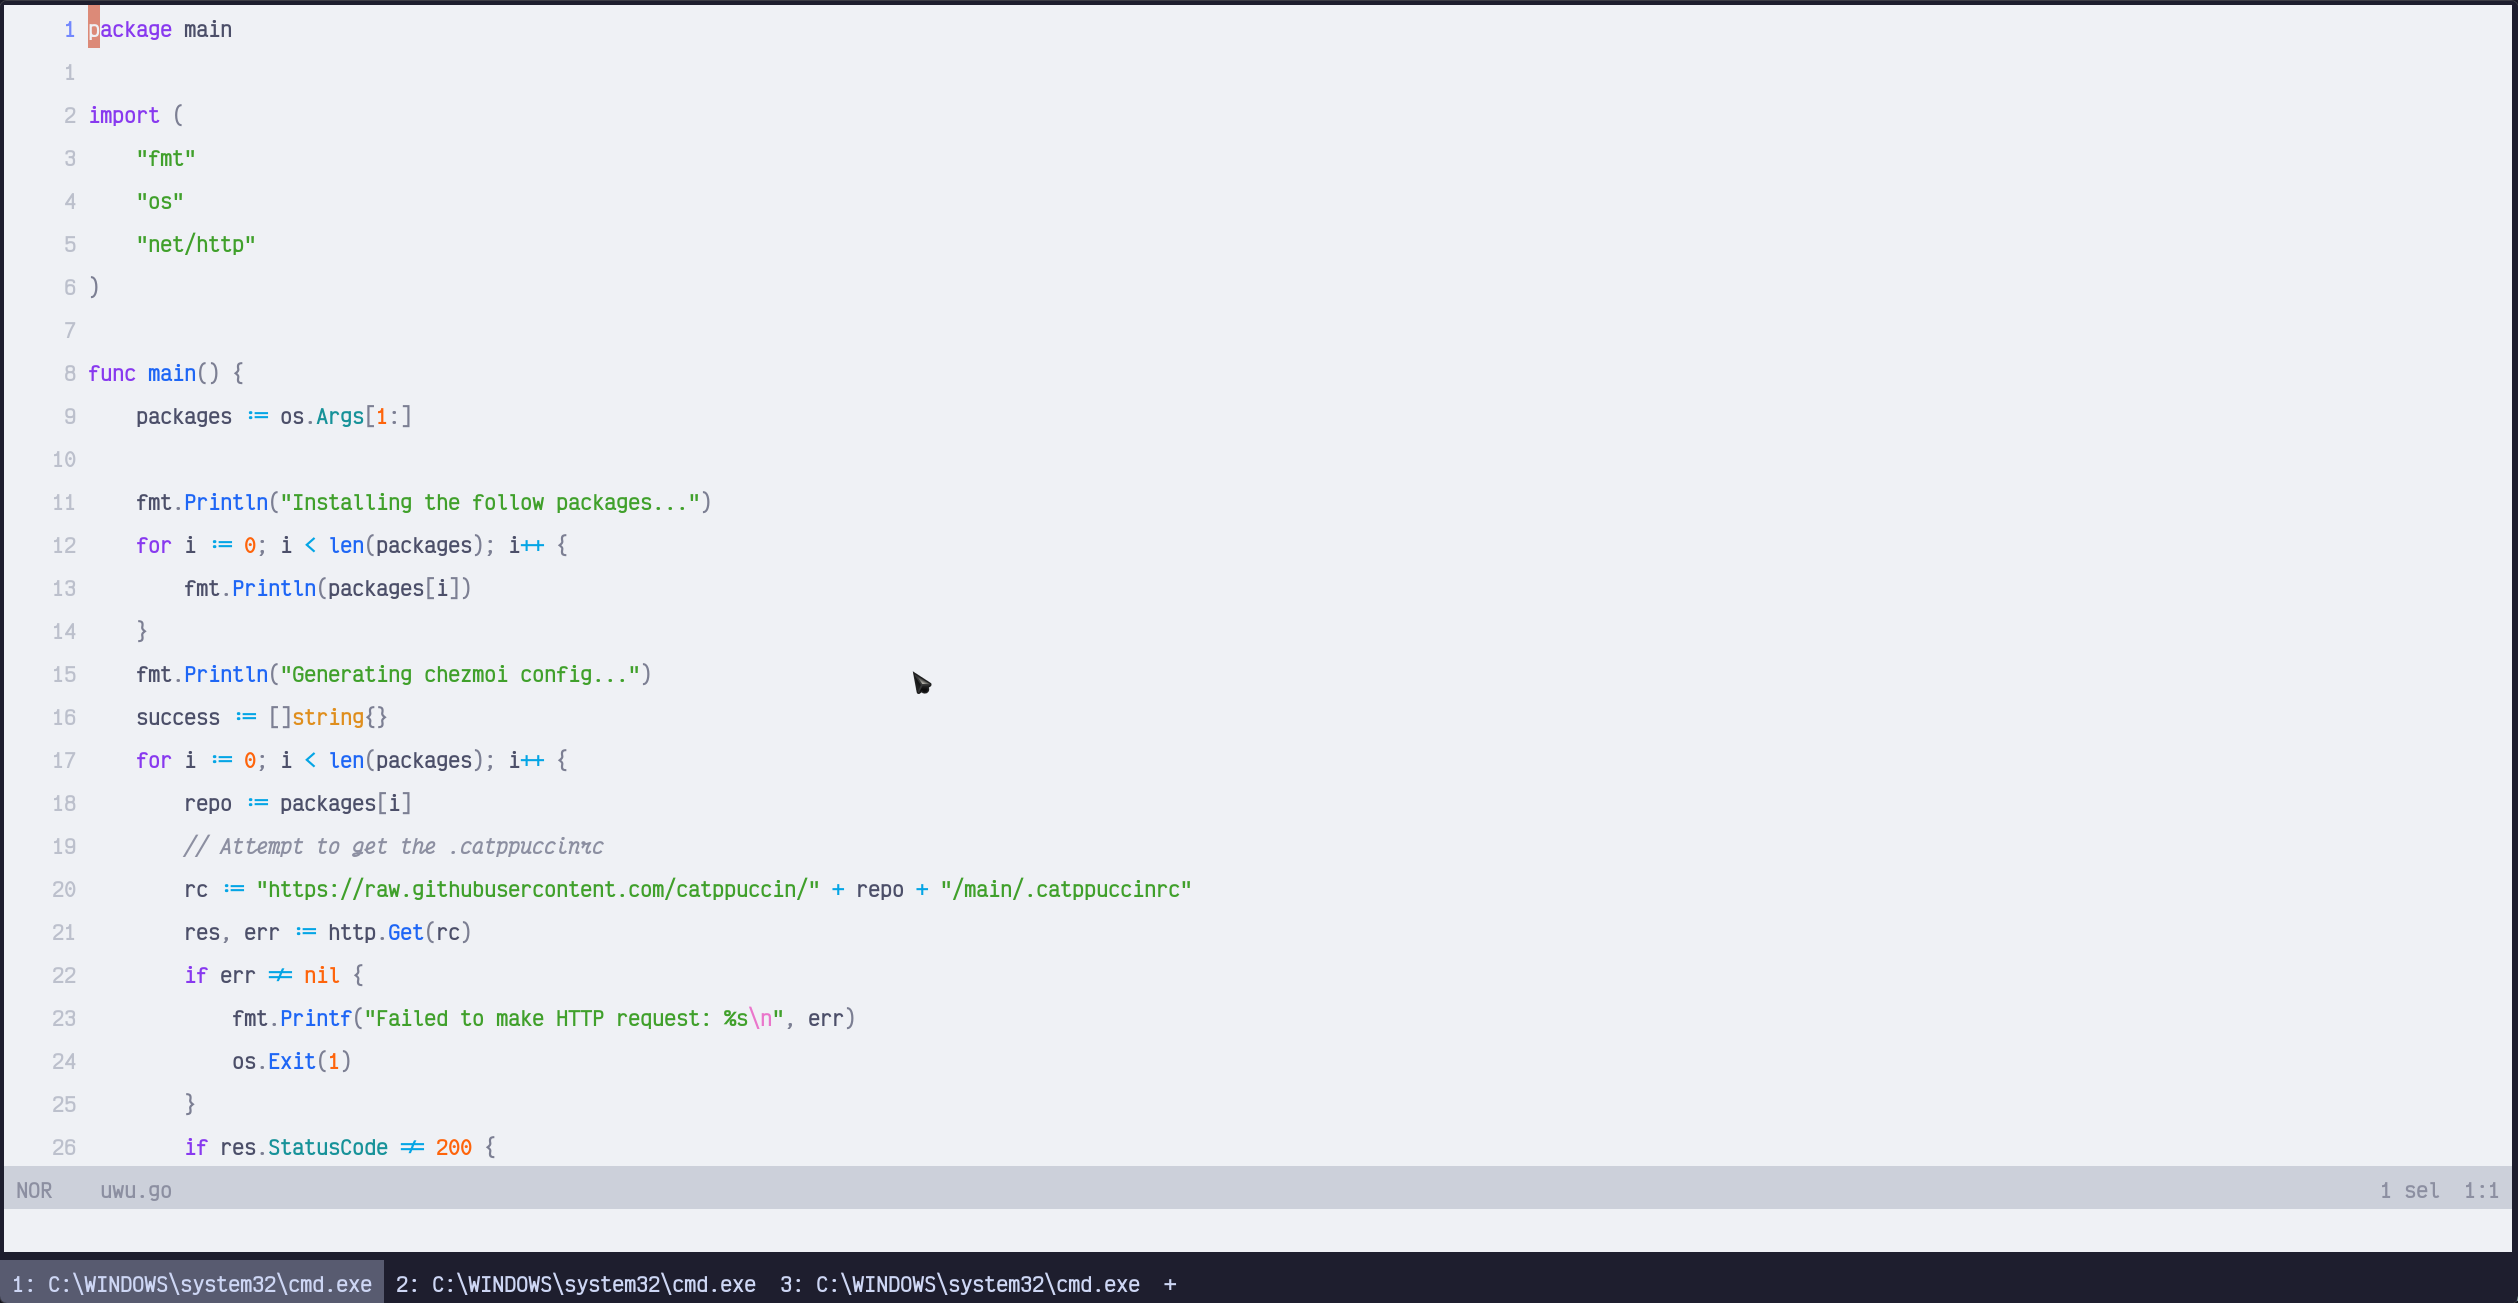 1 package main
1
2 import (
3     "fmt"
4     "os"
5     "net/http"
6 )
7
8 func main() {
9     packages := os.Args[1:]
10
11     fmt.Println("Installing the follow packages...")
12     for i := 0; i < len(packages); i++ {
13         fmt.Println(packages[i])
14     }
15     fmt.Println("Generating chezmoi config...")
16     success := []string{}
17     for i := 0; i < len(packages); i++ {
18         repo := packages[i]
19         // Attempt to get the .catppuccinrc
20         rc := "https://raw.githubusercontent.com/catppuccin/" + repo + "/main/.catppuccinrc"
21         res, err := http.Get(rc)
22         if err != nil {
23             fmt.Printf("Failed to make HTTP request: %s\n", err)
24             os.Exit(1)
25         }
26         if res.StatusCode != 200 {
NOR    uwu.go    1 sel  1:1
1: C:\WINDOWS\system32\cmd.exe  2: C:\WINDOWS\system32\cmd.exe  3: C:\WINDOWS\system32\cmd.exe  +